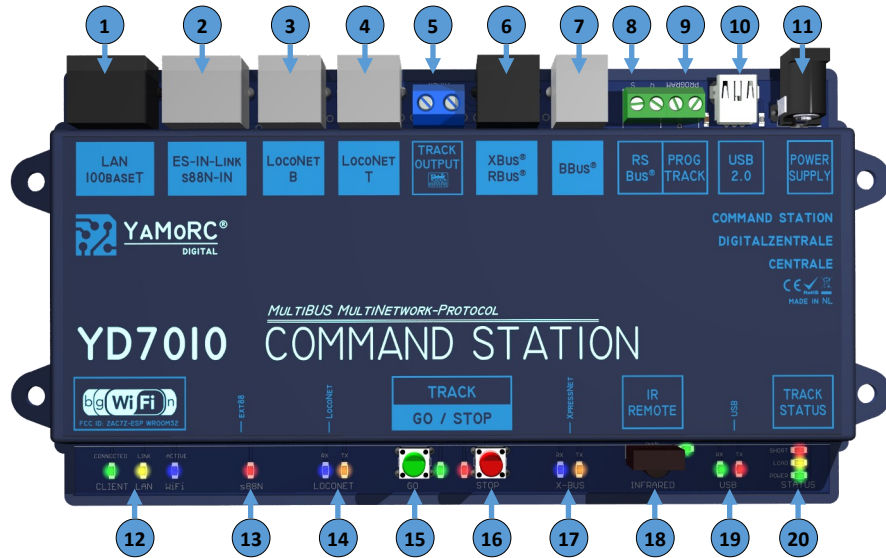 1 2 3 4 5 6 7 8 9 10 11
S G PROGRAM
LAN
100BASET
ES-IN-LINK
S88N-IN
LOCONET
B
LOCONET
T
TRACK
OUTPUT
XBUS®
RBUS®
BBUS®
RS
BUS®
PROG
TRACK
USB
2.0
POWER
SUPPLY
YAMORC®
DIGITAL
COMMAND STATION
DIGITALZENTRALE
CENTRALE
CE RoHS
MADE IN NL
MULTIBUS MULTINETWORK-PROTOCOL
YD7010 COMMAND STATION
bg WiFi n
FCC ID: 2AC7Z-ESP WROOM32
EXT88
LOCONET
TRACK
GO / STOP
XPRESSNET
IR
REMOTE
USB
TRACK
STATUS
CONNECTED LINK ACTIVE
CLIENT LAN WiFi
S88N
RX TX
LOCONET
GO
STOP
RX TX
X-BUS
INFRARED
RX TX
USB
SHORT
LOAD
POWER
STATUS
12 13 14 15 16 17 18 19 20